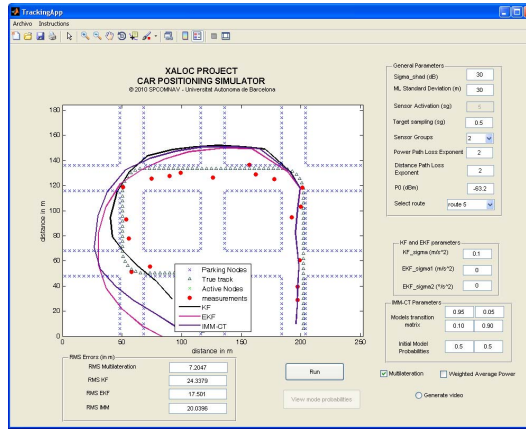 TrackingApp
Archivo Instructions
XALOC PROJECT
CAR POSITIONING SIMULATOR
© 2010 SPCOMNAV - Universitat Autonoma de Barcelona
180
160
140
120
100
80
60
40
20
0
distance in m
0 50 100 150 200 250
distance in m
Parking Nodes
True track
Active Nodes
measurements
KF
EKF
IMM-CT
General Parameters
Sigma_shad (dB) 30
ML Standard Deviation (m) 30
Sensor Activation (sg) 5
Target sampling (sg) 0.5
Sensor Groups 2
Power Path Loss Exponent 2
Distance Path Loss
Exponent 2
P0 (dBm) -63.2
Select route route 5
KF and EKF parameters
KF_sigma (m/s^2) 0.1
EKF_sigma1 (m/s^2) 0
EKF_sigma2 (º/s^2) 0
IMM-CT Parameters
Models transition
matrix
0.95 0.05
0.10 0.90
Initial Model
Probabilities
0.5 0.5
RMS Errors (in m)
RMS Multilateration 7.2047
RMS KF 24.3379
RMS EKF 17.501
RMS IMM 20.0396
Run
View mode probabilities
Multilateration Weighted Average Power
Generate video